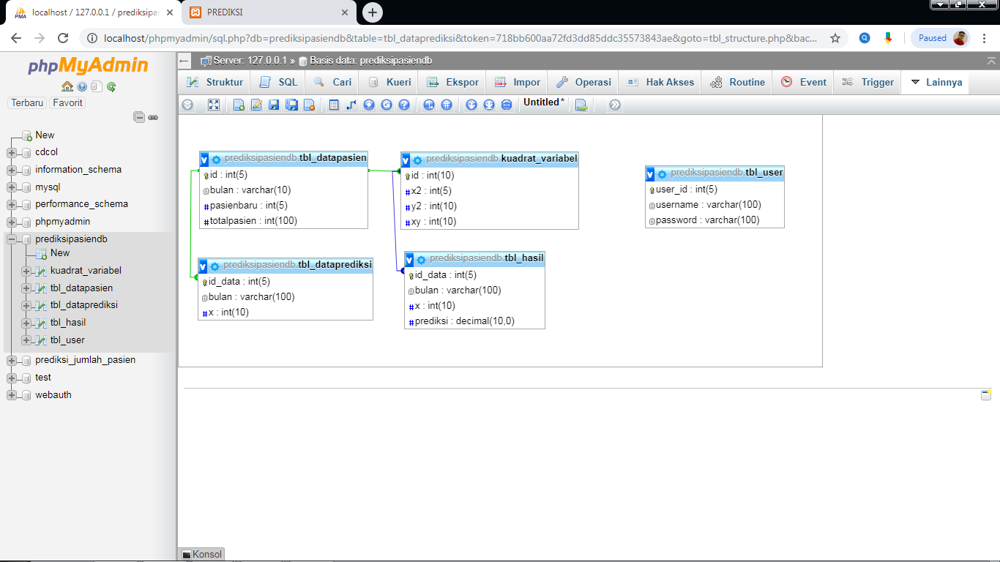 localhost / 127.0.0.1 / prediksipas
PREDIKSI
localhost/phpmyadmin/sql.php?db=prediksipasiendb&table=tbl_dataprediksi&token=718bb600aa72fd3dd85ddc35573843ae&goto=tbl_structure.php&bac...
Paused
phpMyAdmin
Terbaru Favorit
New
cdcol
information_schema
mysql
performance_schema
phpmyadmin
prediksipasiendb
New
kuadrat_variabel
tbl_datapasien
tbl_dataprediksi
tbl_hasil
tbl_user
prediksi_jumlah_pasien
test
webauth
Server: 127.0.0.1 » Basis data: prediksipasiendb
Struktur SQL Cari Kueri Ekspor Impor Operasi Hak Akses Routine Event Trigger Lainnya
Untitled *
prediksipasiendb.tbl_datapasien
id : int(5)
bulan : varchar(10)
pasienbaru : int(5)
totalpasien : int(100)
prediksipasiendb.kuadrat_variabel
id : int(10)
x2 : int(5)
y2 : int(10)
xy : int(10)
prediksipasiendb.tbl_user
user_id : int(5)
username : varchar(100)
password : varchar(100)
prediksipasiendb.tbl_dataprediksi
id_data : int(5)
bulan : varchar(100)
x : int(10)
prediksipasiendb.tbl_hasil
id_data : int(5)
bulan : varchar(100)
x : int(10)
prediksi : decimal(10,0)
Konsol